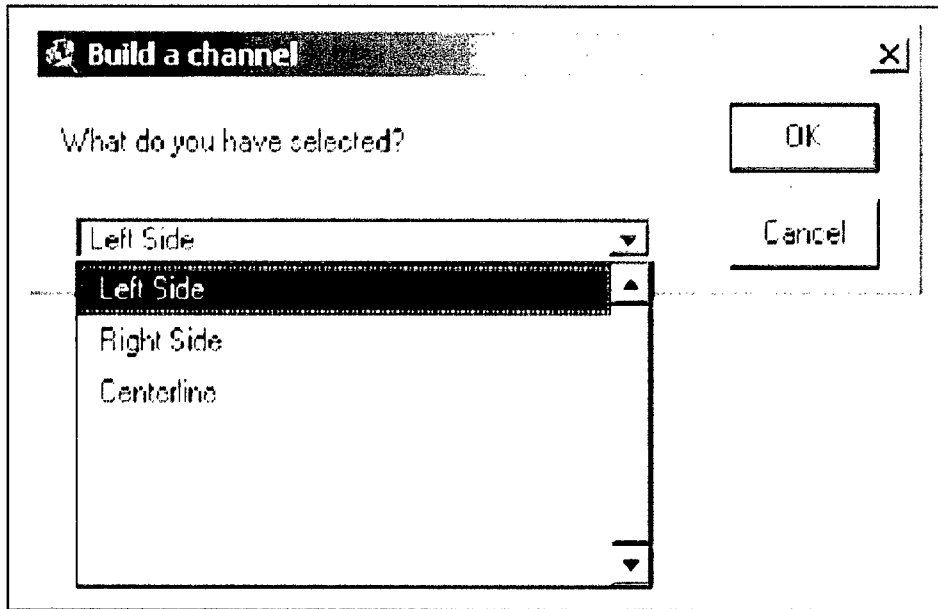 Build a channel
What do you have selected?
OK
Left Side
Cancel
Left Side
Right Side
Centerline